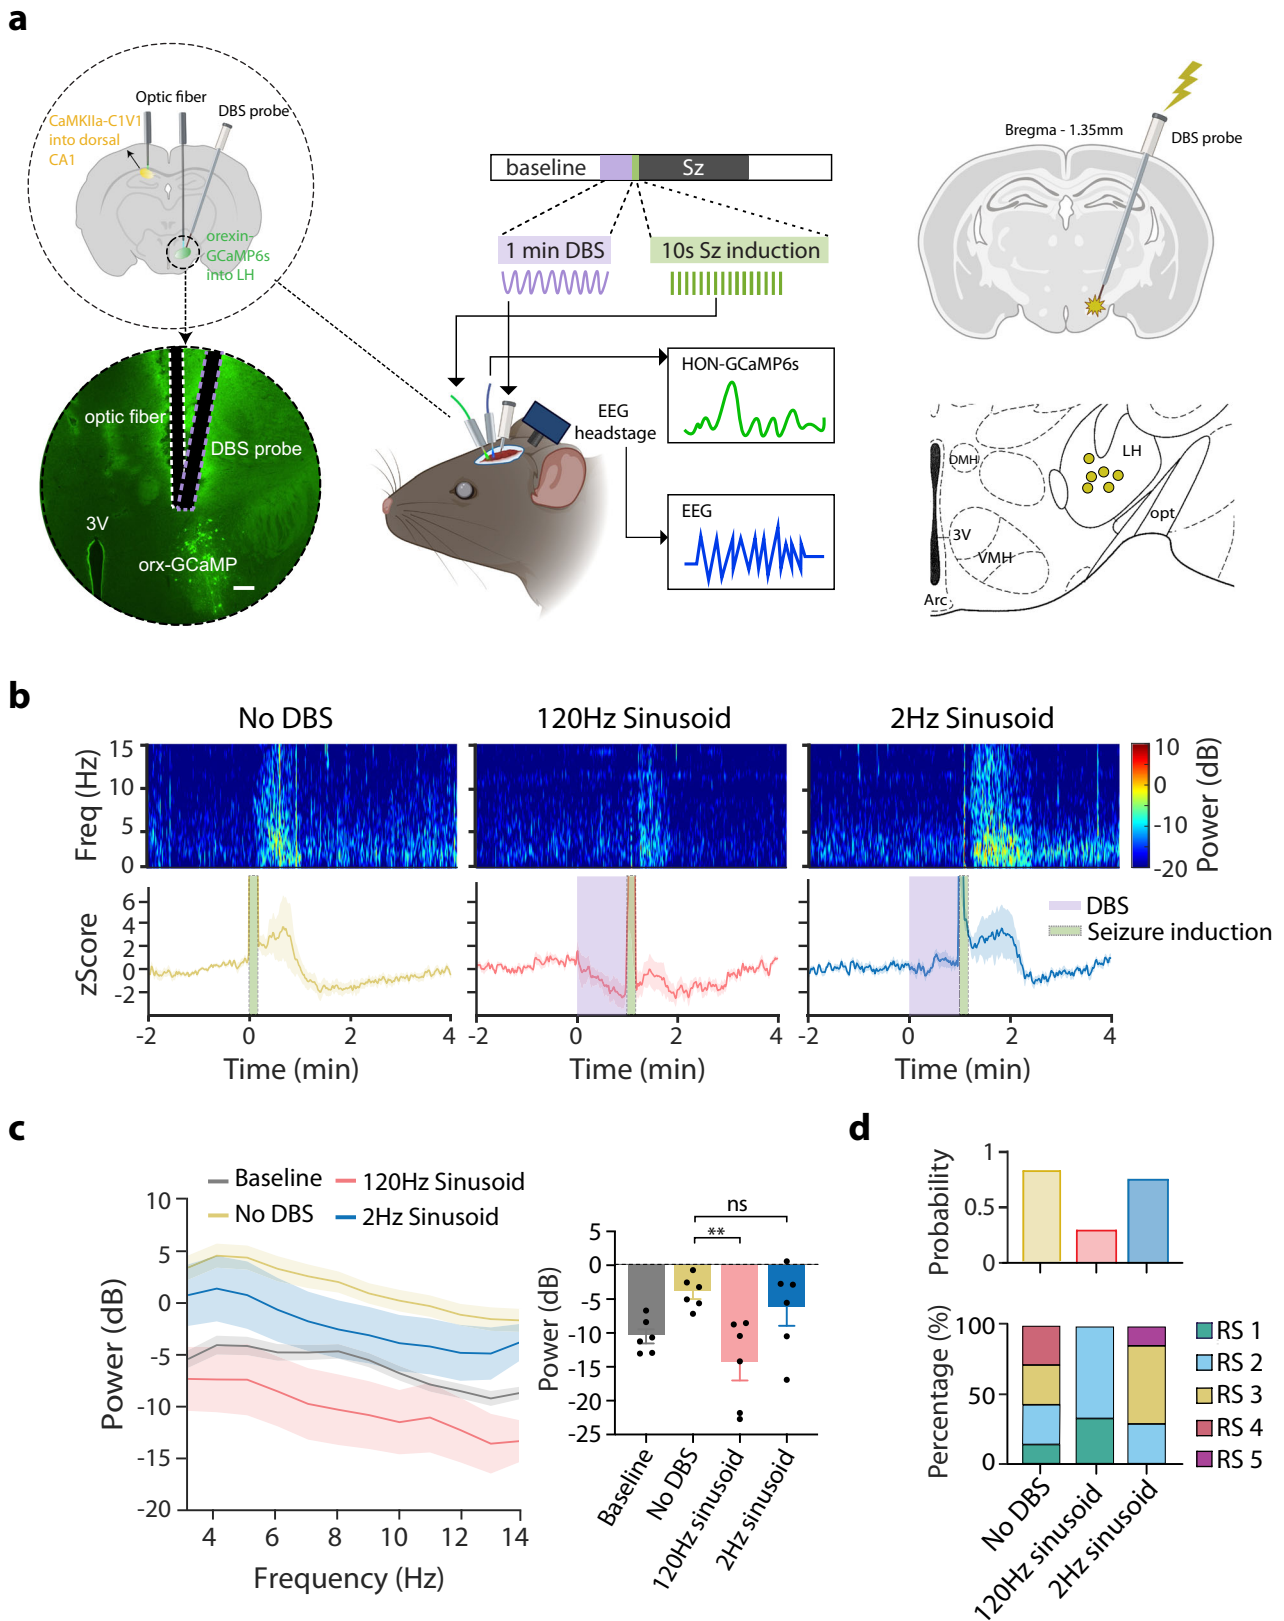 a
Optic fiber
DBS probe
CaMKIIa-C1V1
into dorsal
CA1
orexin-
GCaMP6s
into LH
optic fiber
DBS probe
3V
orx-GCaMP
baseline
Sz
1 min DBS
10s Sz induction
HON-GCaMP6s
EEG
headstage
EEG
Bregma - 1.35mm
DBS probe
DMH
LH
3V
VMH
opt
Arc
b
No DBS
120Hz Sinusoid
2Hz Sinusoid
Freq (Hz)
15
10
5
0
10
0
-10
-20
Power (dB)
zScore
6
4
2
0
-2
DBS
Seizure induction
-2 0 2 4
-2 0 2 4
-2 0 2 4
Time (min)
Time (min)
Time (min)
c
Baseline
120Hz Sinusoid
No DBS
2Hz Sinusoid
Power (dB)
10
5
0
-5
-10
-15
-20
4 6 8 10 12 14
Frequency (Hz)
ns
**
Power (dB)
5
0
-5
-10
-15
-20
-25
Baseline
No DBS
120Hz sinusoid
2Hz sinusoid
d
Probability
1
0.5
0
Percentage (%)
100
50
0
RS 1
RS 2
RS 3
RS 4
RS 5
No DBS
120Hz sinusoid
2Hz sinusoid